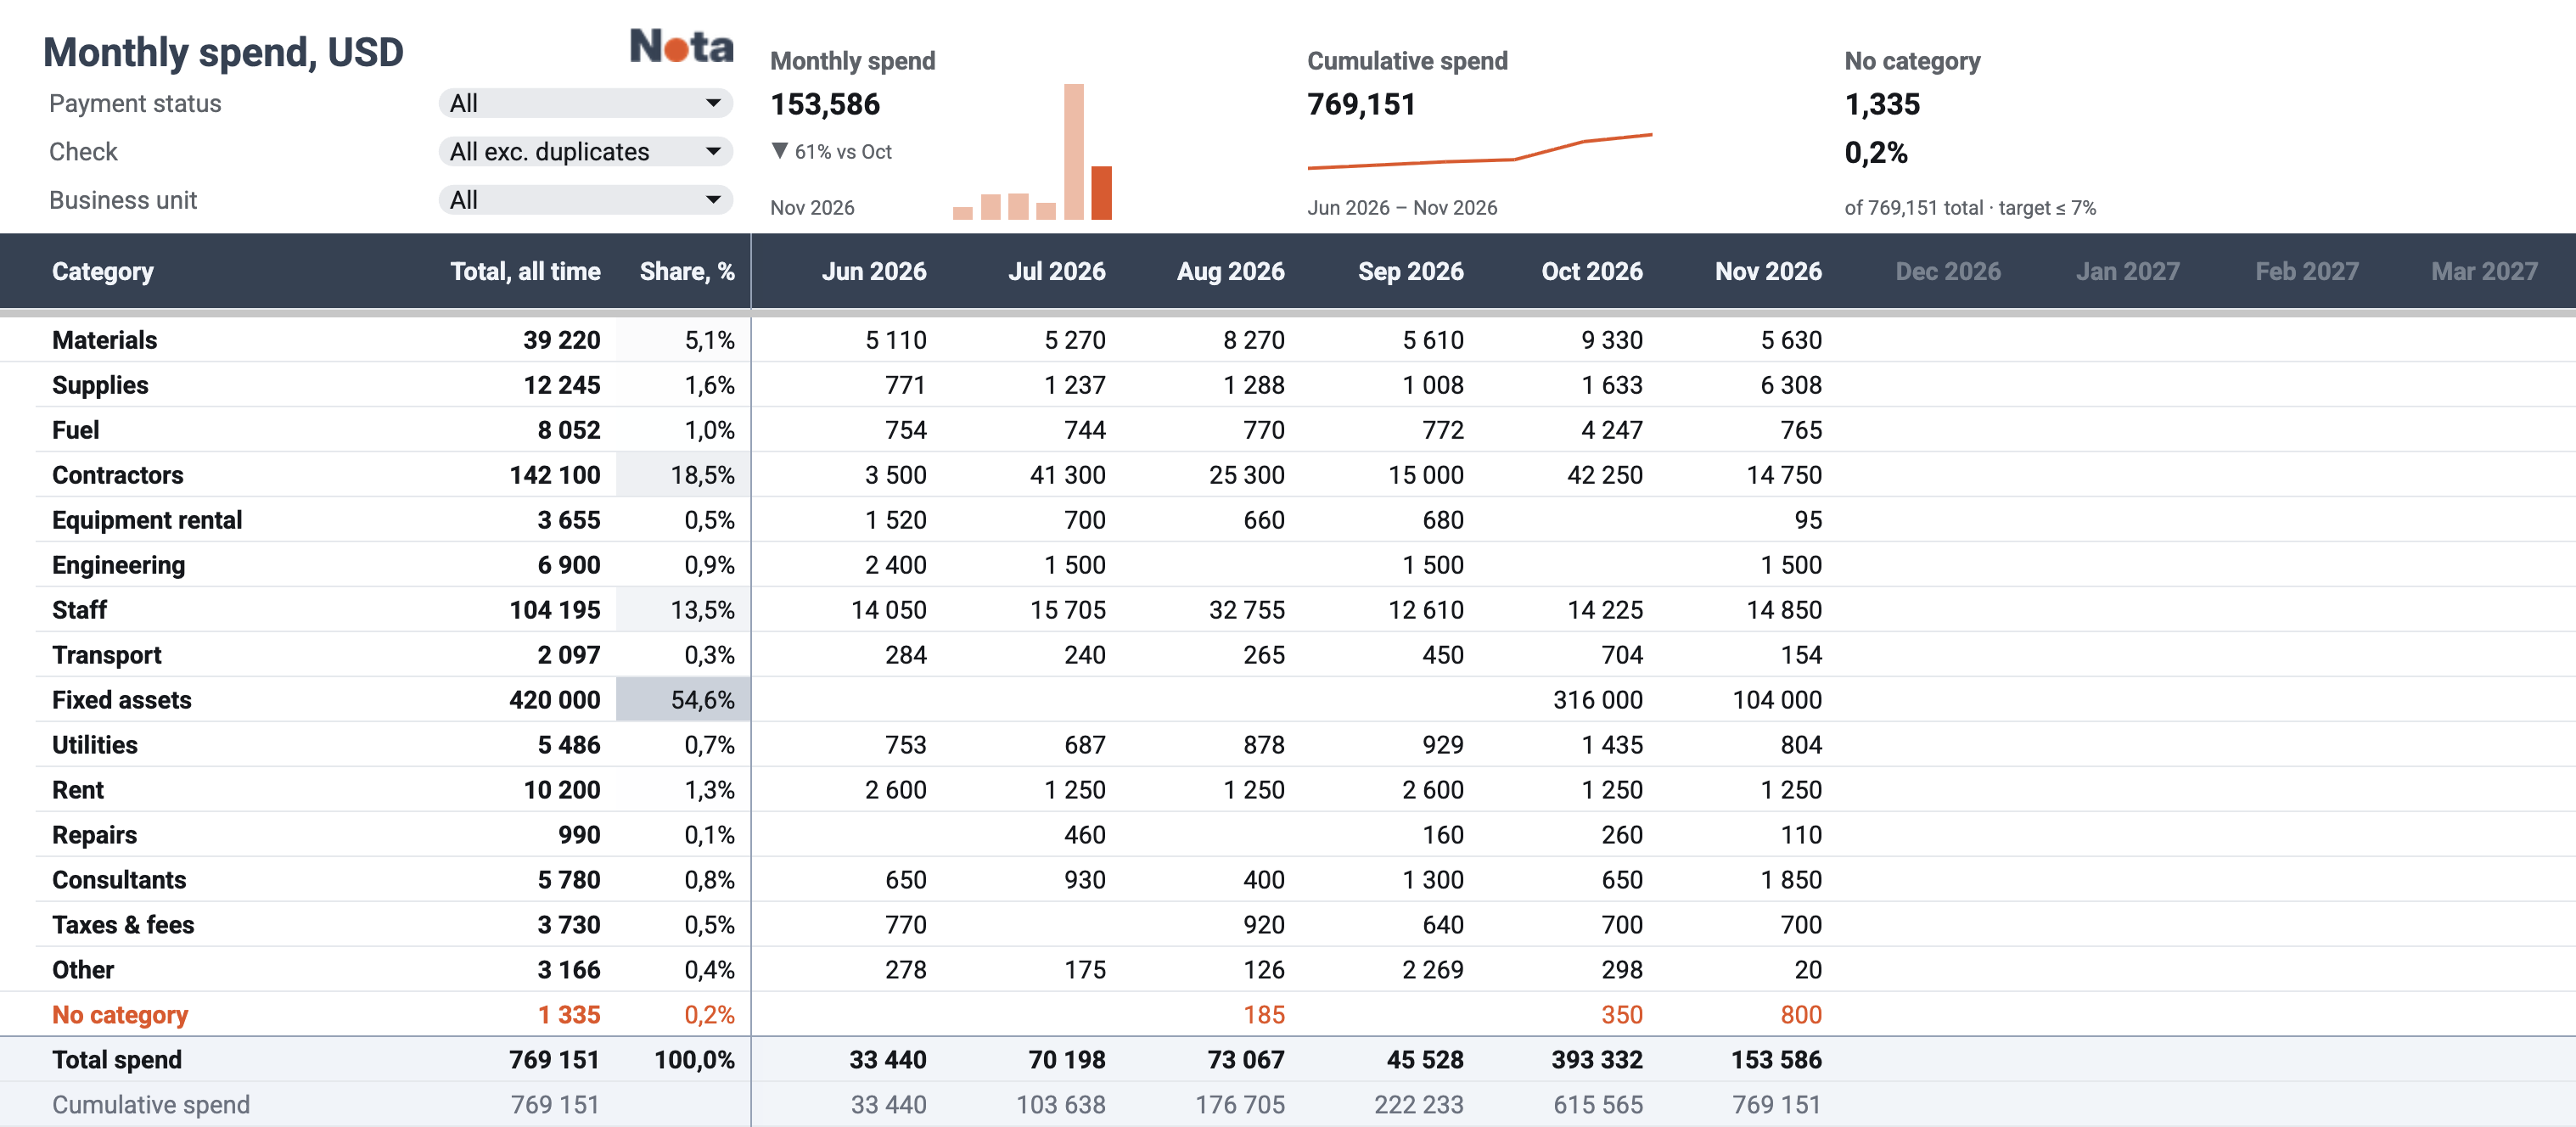 Monthly spend, USD
Nota
Payment status All
Check All exc. duplicates
Business unit All
Monthly spend
153,586
▼ 61% vs Oct
Nov 2026
Cumulative spend
769,151
Jun 2026 – Nov 2026
No category
1,335
0,2%
of 769,151 total · target ≤ 7%
Category Total, all time Share, % Jun 2026 Jul 2026 Aug 2026 Sep 2026 Oct 2026 Nov 2026 Dec 2026 Jan 2027 Feb 2027 Mar 2027
Materials 39 220 5,1% 5 110 5 270 8 270 5 610 9 330 5 630
Supplies 12 245 1,6% 771 1 237 1 288 1 008 1 633 6 308
Fuel 8 052 1,0% 754 744 770 772 4 247 765
Contractors 142 100 18,5% 3 500 41 300 25 300 15 000 42 250 14 750
Equipment rental 3 655 0,5% 1 520 700 660 680 95
Engineering 6 900 0,9% 2 400 1 500 1 500 1 500
Staff 104 195 13,5% 14 050 15 705 32 755 12 610 14 225 14 850
Transport 2 097 0,3% 284 240 265 450 704 154
Fixed assets 420 000 54,6% 316 000 104 000
Utilities 5 486 0,7% 753 687 878 929 1 435 804
Rent 10 200 1,3% 2 600 1 250 1 250 2 600 1 250 1 250
Repairs 990 0,1% 460 160 260 110
Consultants 5 780 0,8% 650 930 400 1 300 650 1 850
Taxes & fees 3 730 0,5% 770 920 640 700 700
Other 3 166 0,4% 278 175 126 2 269 298 20
No category 1 335 0,2% 185 350 800
Total spend 769 151 100,0% 33 440 70 198 73 067 45 528 393 332 153 586
Cumulative spend 769 151 33 440 103 638 176 705 222 233 615 565 769 151